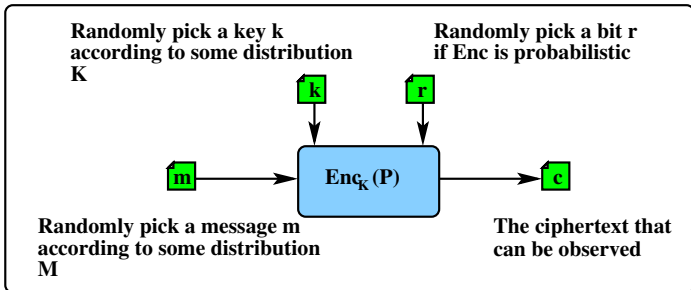 Randomly pick a key k
according to some distribution
K
Randomly pick a bit r
if Enc is probabilistic
k
r
m
Enc_K (P)
c
Randomly pick a message m
according to some distribution
M
The ciphertext that
can be observed